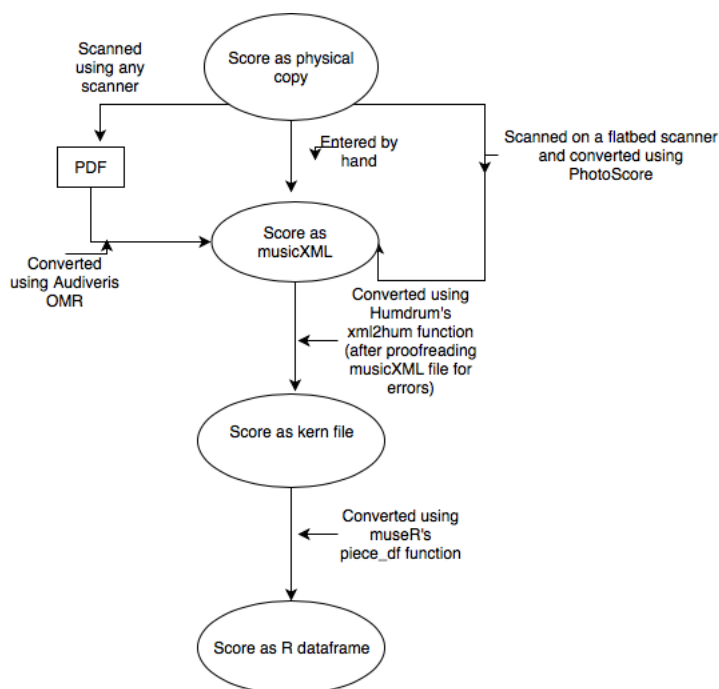 Score as physical
copy
Scanned
using any
scanner
PDF
Entered by
hand
Scanned on a flatbed scanner
and converted using
PhotoScore
Score as
musicXML
Converted
using Audiveris
OMR
Converted using
Humdrum's
xml2hum function
(after proofreading
musicXML file for
errors)
Score as kern file
Converted using
museR's
piece_df function
Score as R dataframe